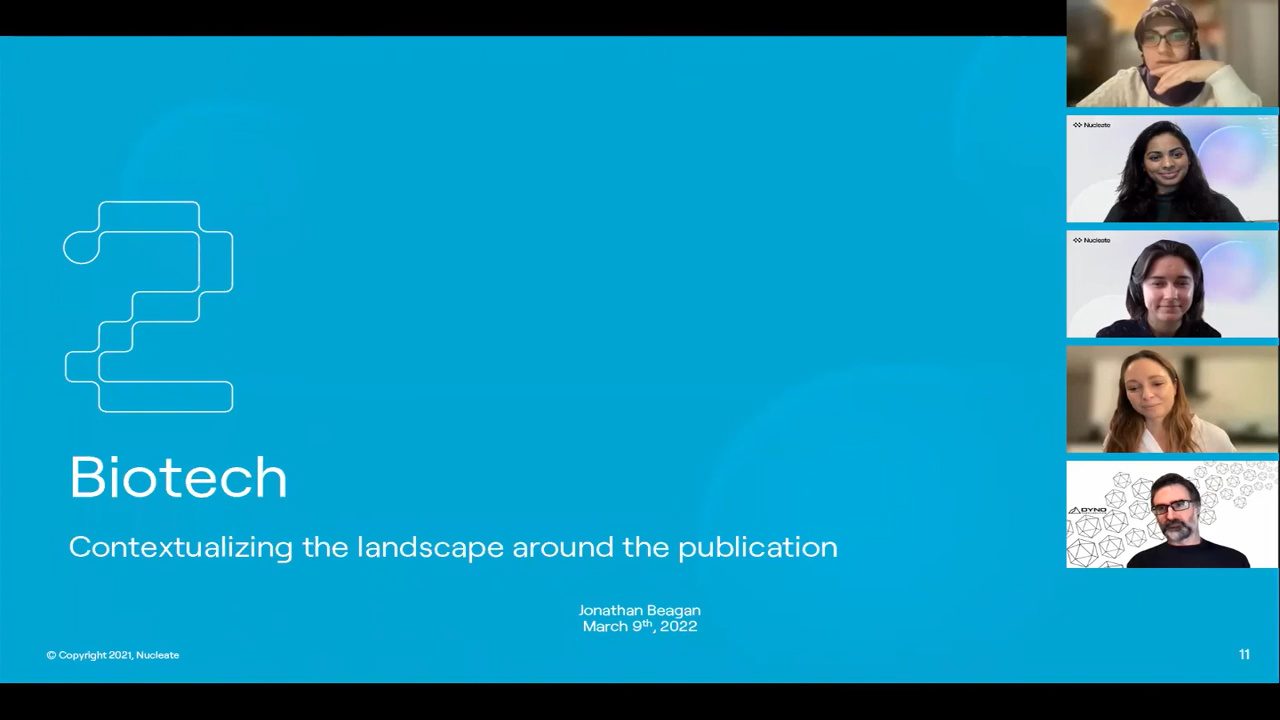 2
Biotech
Contextualizing the landscape around the publication
Jonathan Beagan
March 9th, 2022
© Copyright 2021, Nucleate
11
Nucleate
Nucleate
DYNO